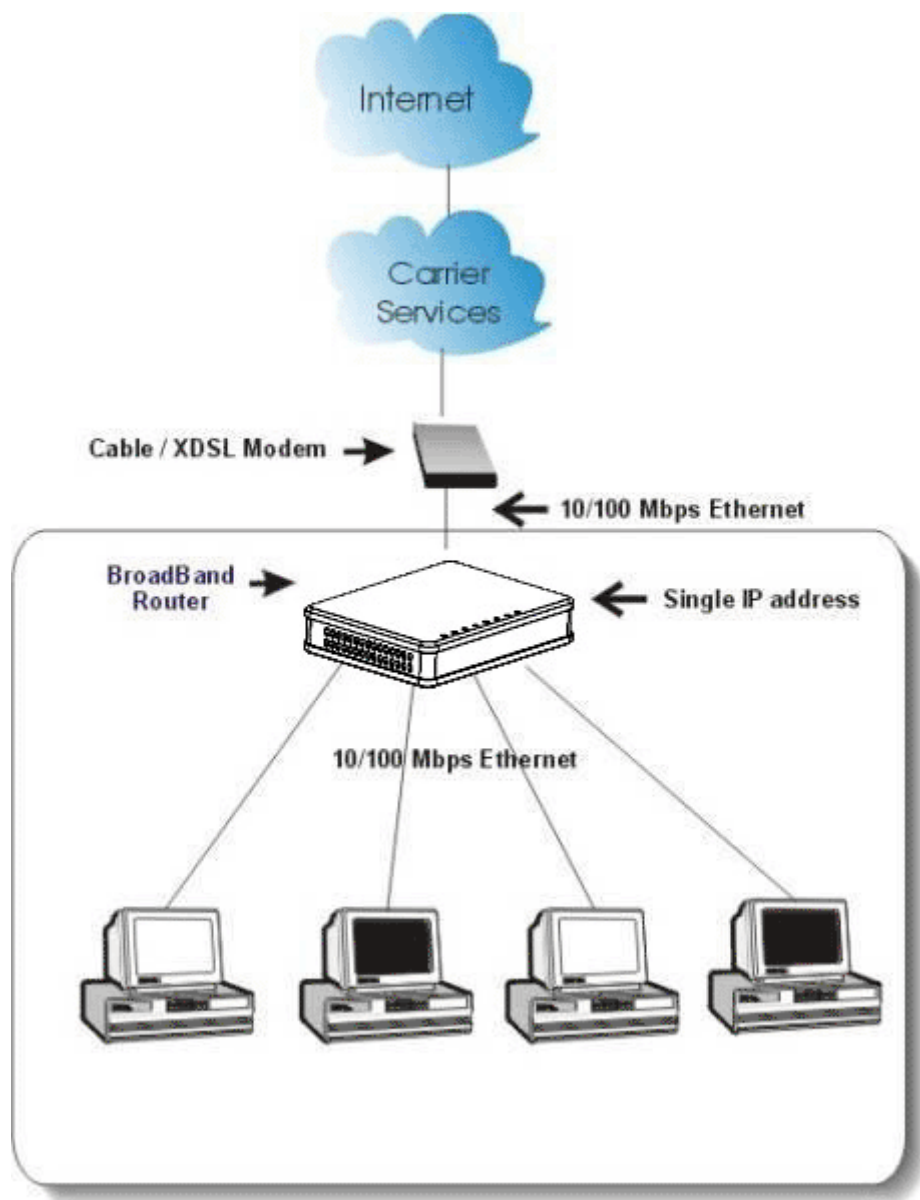 Internet
Carrier
Services
Cable / XDSL Modem
10/100 Mbps Ethernet
BroadBand
Router
Single IP address
10/100 Mbps Ethernet